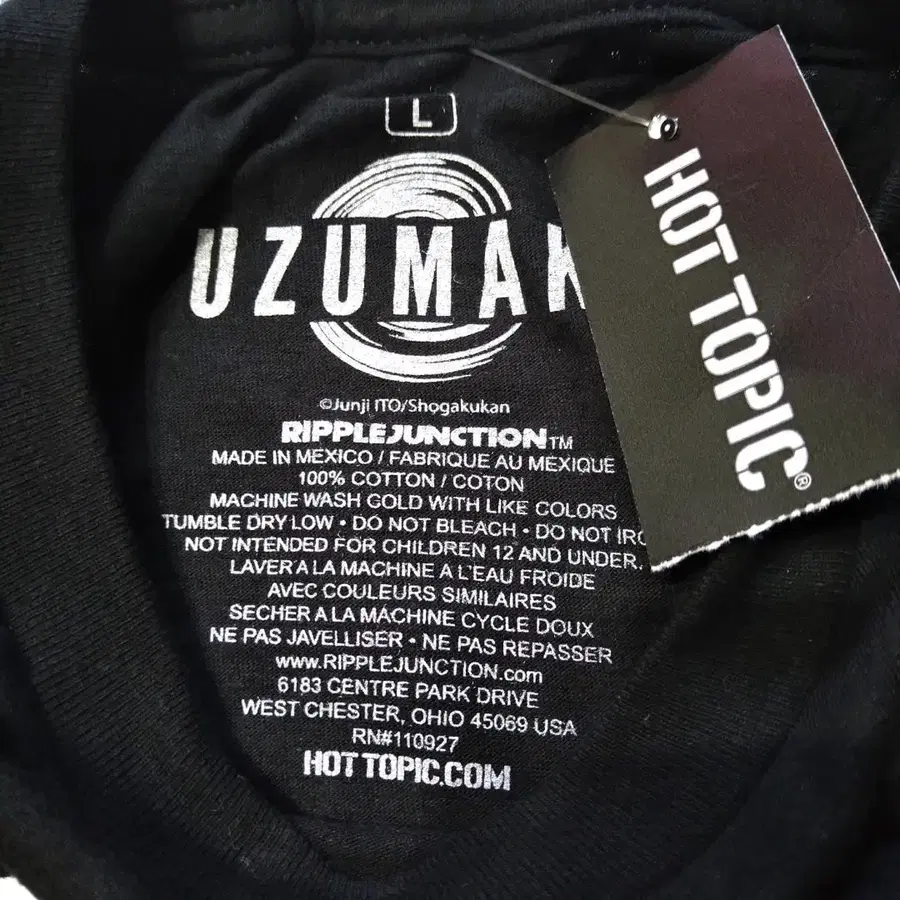 L
UZUMAK
©Junji ITO/Shogakukan
RIPPLEJUNCTION™
MADE IN MEXICO / FABRIQUE AU MEXIQUE
100% COTTON / COTON
MACHINE WASH COLD WITH LIKE COLORS
TUMBLE DRY LOW • DO NOT BLEACH • DO NOT IRO
NOT INTENDED FOR CHILDREN 12 AND UNDER.
LAVER A LA MACHINE A L'EAU FROIDE
AVEC COULEURS SIMILAIRES
SECHER A LA MACHINE CYCLE DOUX
NE PAS JAVELLISER • NE PAS REPASSER
www.RIPPLEJUNCTION.com
6183 CENTRE PARK DRIVE
WEST CHESTER, OHIO 45069 USA
RN#110927
HOTTOPIC.COM
HOT TOPIC®